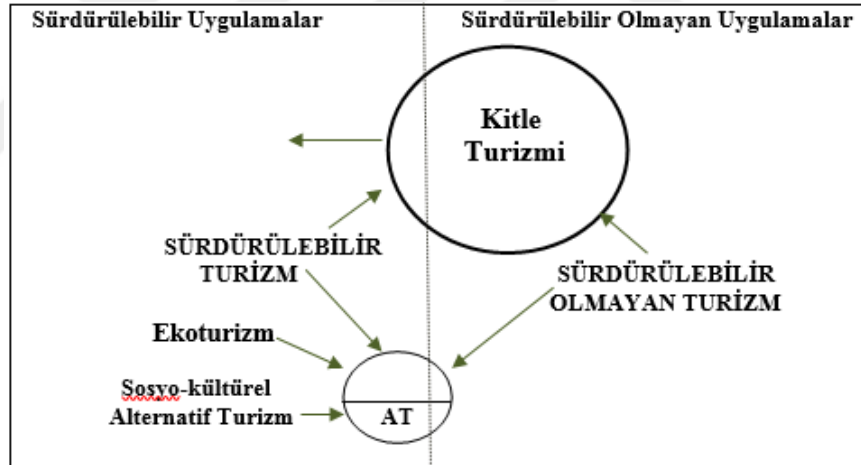 Sürdürülebilir Uygulamalar
Sürdürülebilir Olmayan Uygulamalar
Kitle
Turizmi
SÜRDÜRÜLEBİLİR
TURİZM
SÜRDÜRÜLEBİLİR
OLMAYAN TURİZM
Ekoturizm
Sosyo-kültürel
Alternatif Turizm
AT